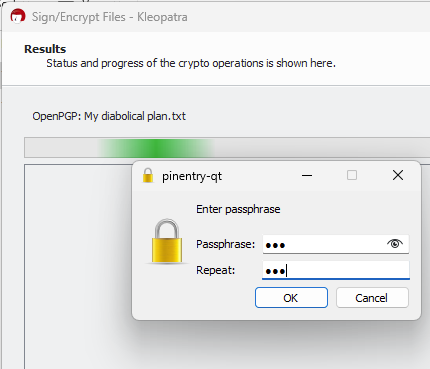 Sign/Encrypt Files - Kleopatra
Results
Status and progress of the crypto operations is shown here.
OpenPGP: My diabolical plan.txt
pinentry-qt
Enter passphrase
Passphrase: ●●●
Repeat: ●●●
OK Cancel